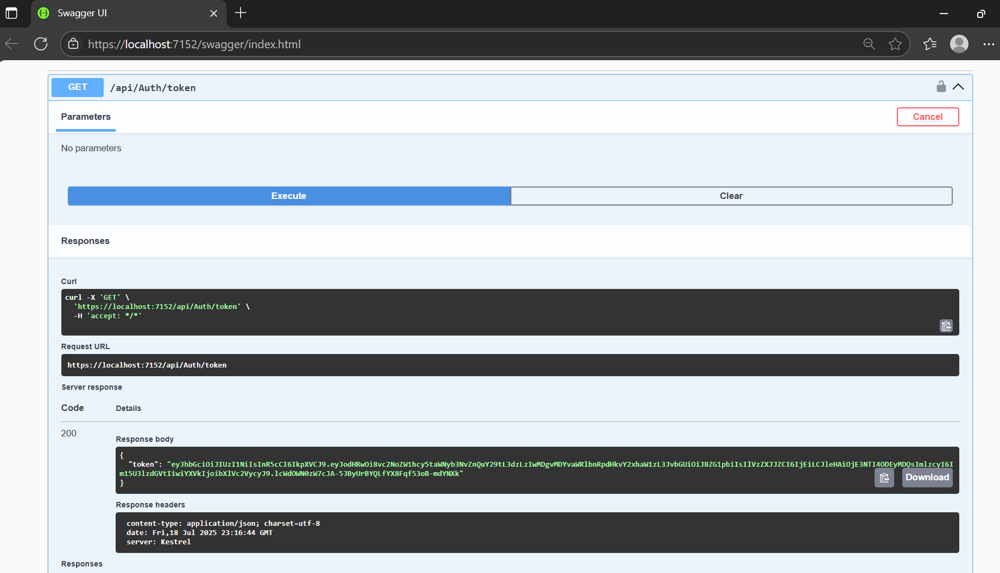 Swagger UI
https://localhost:7152/swagger/index.html
GET /api/Auth/token
Parameters
Cancel
No parameters
Execute
Clear
Responses
Curl
curl -X 'GET' \
'https://localhost:7152/api/Auth/token' \
-H 'accept: */*'
Request URL
https://localhost:7152/api/Auth/token
Server response
Code Details
200
Response body
{
"token": "eyJhbGciOiJIUzI1NiIsInR5cCI6IkpXVCJ9.eyJodHRwOi8vc2NoZW1hcy5taWNyb3NvZnQuY29tL3dzLzIwMDgvMDYvaWRlbnRpdHkvY2xhaW1zL3JvbGUiOiJBZG1pbiIsIlVzZXJJZCI6IjEiLCJleHAiOjE3NTI4ODEyMDQsImlzcyI6I
m15U3lzdGVtIiwiYXVkIjoibXlVc2VycyJ9.lcWdOWN0zW7cJA-5JByUrBYQLfYX8Fqf53oB-mdYNXk"
}
Download
Response headers
content-type: application/json; charset=utf-8
date: Fri,18 Jul 2025 23:16:44 GMT
server: Kestrel
Responses